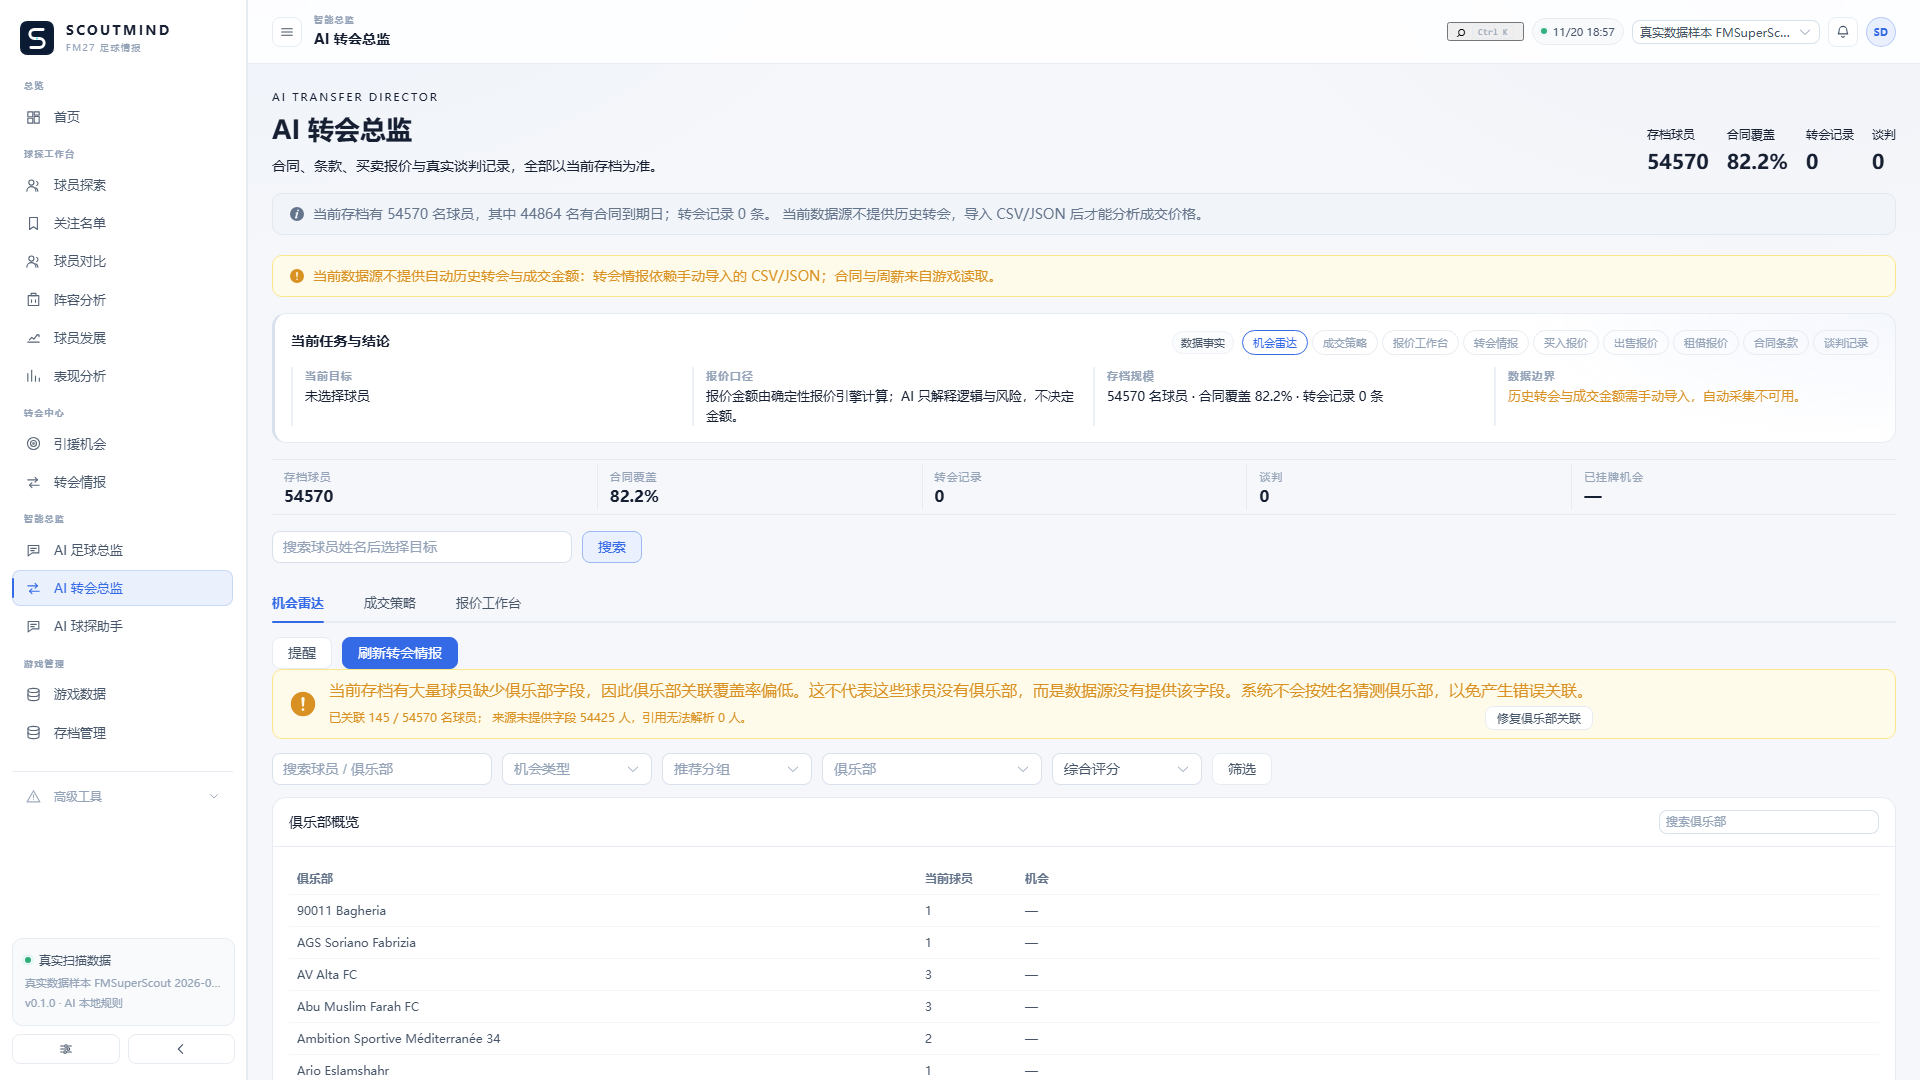 SCOUTMIND
FM27 足球情报
总览
首页
球探工作台
球员探索
关注名单
球员对比
阵容分析
球员发展
表现分析
转会中心
引援机会
转会情报
智能总监
AI 足球总监
AI 转会总监
AI 球探助手
游戏管理
游戏数据
存档管理
高级工具
真实扫描数据
真实数据样本 FMSuperScout 2026-0...
v0.1.0 · AI 本地规则
智能总监
AI 转会总监
Ctrl K
11/20 18:57
真实数据样本 FMSuperSc...
SD
AI TRANSFER DIRECTOR
AI 转会总监
合同、条款、买卖报价与真实谈判记录，全部以当前存档为准。
存档球员 合同覆盖 转会记录 谈判
54570 82.2% 0 0
当前存档有 54570 名球员，其中 44864 名有合同到期日；转会记录 0 条。 当前数据源不提供历史转会，导入 CSV/JSON 后才能分析成交价格。
当前数据源不提供自动历史转会与成交金额：转会情报依赖手动导入的 CSV/JSON；合同与周薪来自游戏读取。
当前任务与结论
数据事实 机会雷达 成交策略 报价工作台 转会情报 买入报价 出售报价 租借报价 合同条款 谈判记录
当前目标
未选择球员
报价口径
报价金额由确定性报价引擎计算；AI 只解释逻辑与风险，不决定
金额。
存档规模
54570 名球员 · 合同覆盖 82.2% · 转会记录 0 条
数据边界
历史转会与成交金额需手动导入，自动采集不可用。
存档球员 合同覆盖 转会记录 谈判 已挂牌机会
54570 82.2% 0 0 —
搜索球员姓名后选择目标 搜索
机会雷达 成交策略 报价工作台
提醒 刷新转会情报
当前存档有大量球员缺少俱乐部字段，因此俱乐部关联覆盖率偏低。这不代表这些球员没有俱乐部，而是数据源没有提供该字段。系统不会按姓名猜测俱乐部，以免产生错误关联。
已关联 145 / 54570 名球员； 来源未提供字段 54425 人，引用无法解析 0 人。 修复俱乐部关联
搜索球员 / 俱乐部 机会类型 推荐分组 俱乐部 综合评分 筛选
俱乐部概览 搜索俱乐部
俱乐部 当前球员 机会
90011 Bagheria 1 —
AGS Soriano Fabrizia 1 —
AV Alta FC 3 —
Abu Muslim Farah FC 3 —
Ambition Sportive Méditerranée 34 2 —
Ario Eslamshahr 1 —